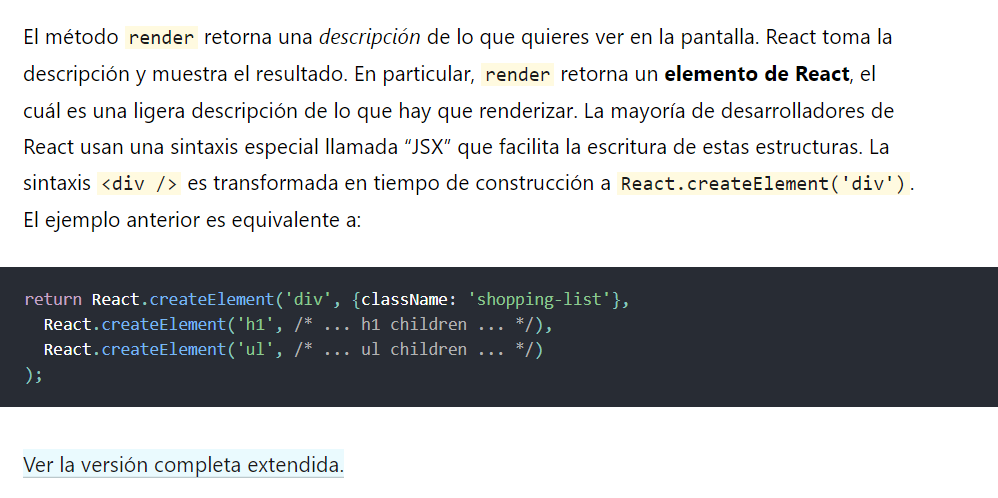 El método render retorna una descripción de lo que quieres ver en la pantalla. React toma la
descripción y muestra el resultado. En particular, render retorna un elemento de React, el
cuál es una ligera descripción de lo que hay que renderizar. La mayoría de desarrolladores de
React usan una sintaxis especial llamada “JSX” que facilita la escritura de estas estructuras. La
sintaxis <div /> es transformada en tiempo de construcción a React.createElement('div').
El ejemplo anterior es equivalente a:
return React.createElement('div', {className: 'shopping-list'},
  React.createElement('h1', /* ... h1 children ... */),
  React.createElement('ul', /* ... ul children ... */)
);
Ver la versión completa extendida.